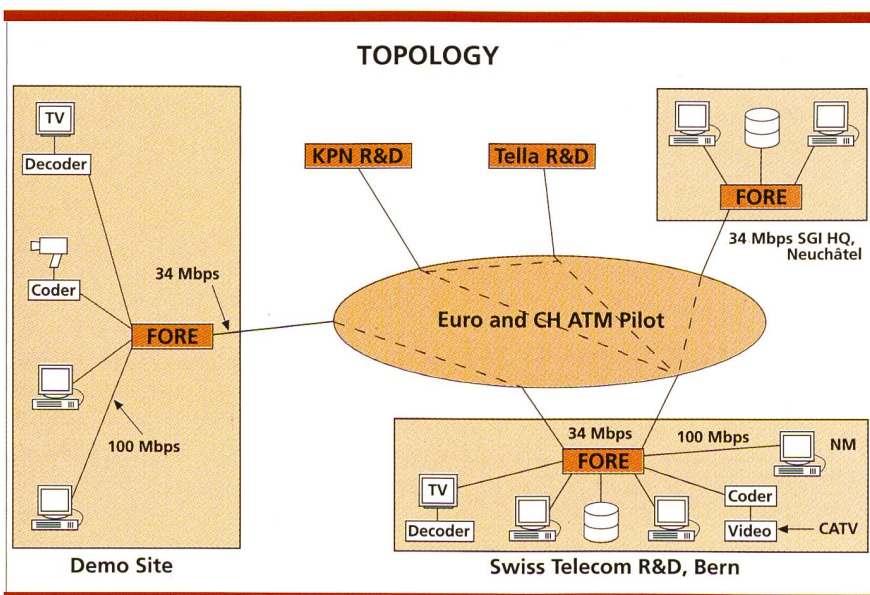 TOPOLOGY
TV
Decoder
Coder
FORE
34 Mbps
100 Mbps
Demo Site
KPN R&D
Tella R&D
FORE
34 Mbps SGI HQ,
Neuchâtel
Euro and CH ATM Pilot
34 Mbps
100 Mbps
FORE
NM
TV
Decoder
Coder
Video
CATV
Swiss Telecom R&D, Bern